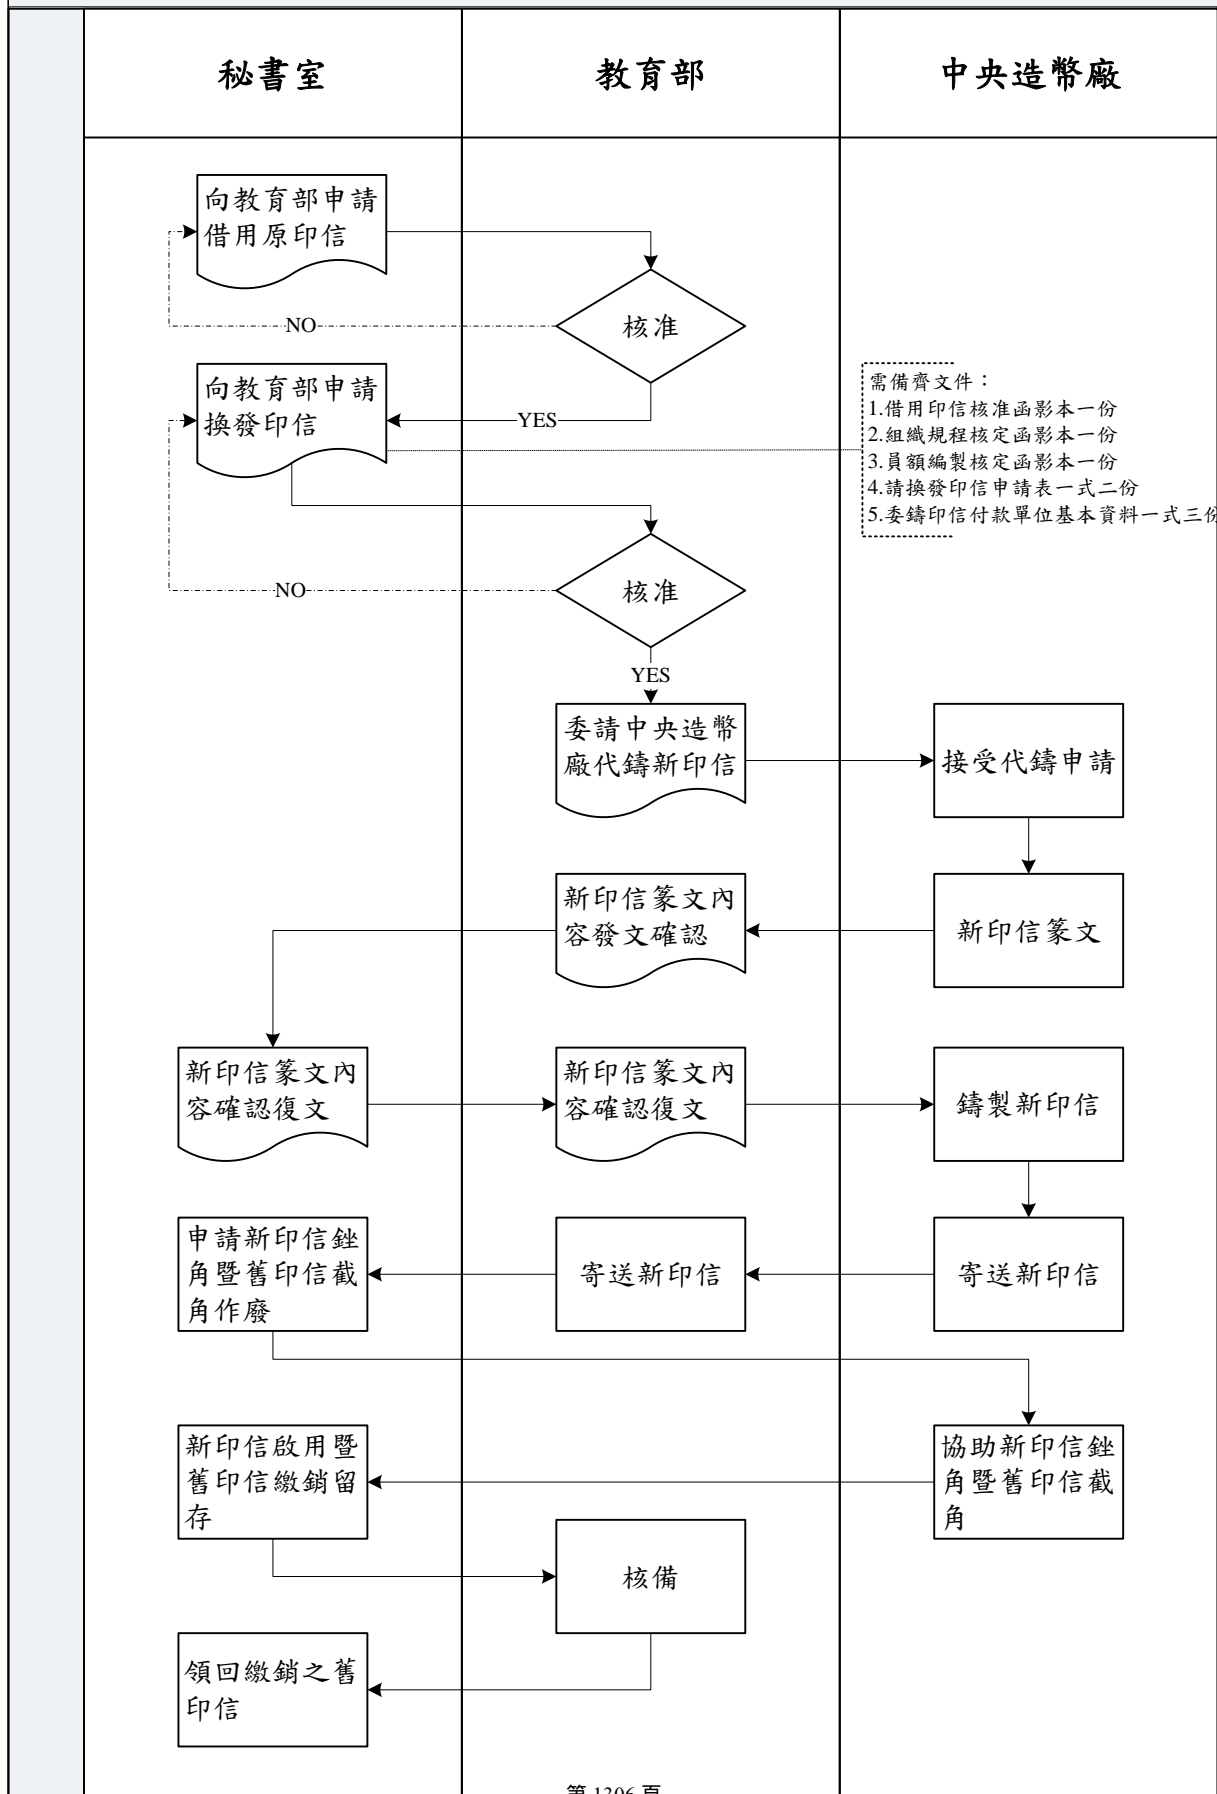 秘書室
教育部
中央造幣廠
向教育部申請
借用原印信
核准
NO
向教育部申請
換發印信
YES
需備齊文件：
1.借用印信核准函影本一份
2.組織規程核定函影本一份
3.員額編製核定函影本一份
4.請換發印信申請表一式二份
5.委鑄印信付款單位基本資料一式三份
核准
NO
YES
委請中央造幣
廠代鑄新印信
接受代鑄申請
新印信篆文內
容發文確認
新印信篆文
新印信篆文內
容確認復文
新印信篆文內
容確認復文
鑄製新印信
申請新印信銼
角暨舊印信截
角作廢
寄送新印信
寄送新印信
新印信啟用暨
舊印信繳銷留
存
協助新印信銼
角暨舊印信截
角
核備
領回繳銷之舊
印信
第 1306 頁